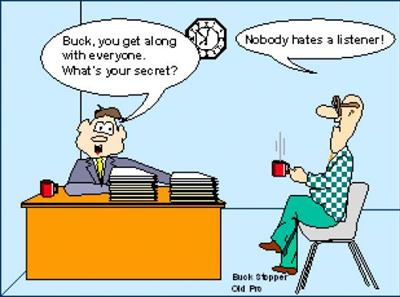 Buck, you get along
with everyone.
What's your secret?
Nobody hates a listener!
Buck Stopper
Old Pro